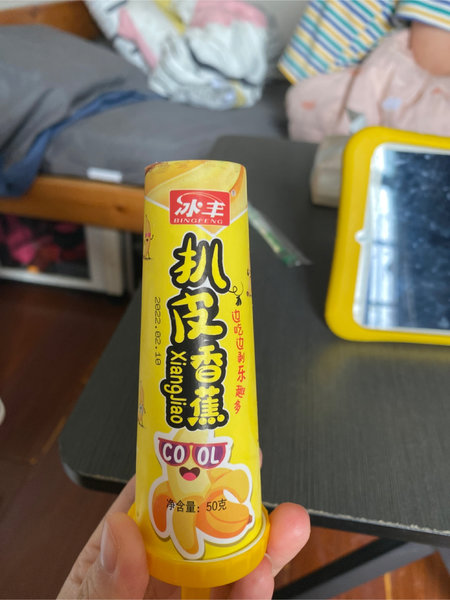 冰丰
BINGFENG
扒皮香蕉
XiangJiao
边吃边剥乐趣多
2022.02.10
COOL
净含量：50克